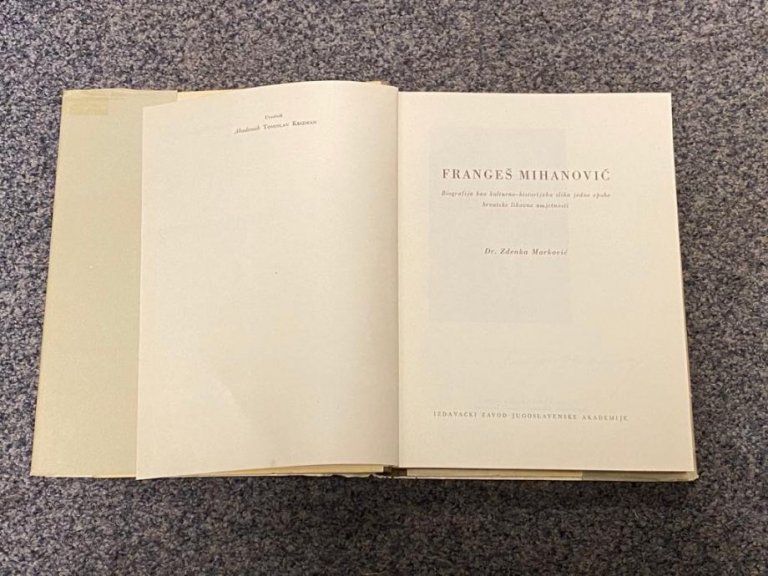 Urednik
Akademik TOMISLAV KRIZMAN
FRANGEŠ MIHANOVIĆ
Biografija kao kulturno-historijska slika jedne epohe
hrvatske likovne umjetnosti
Dr. Zdenka Marković
IZDAVAČKI ZAVOD JUGOSLAVENSKE AKADEMIJE